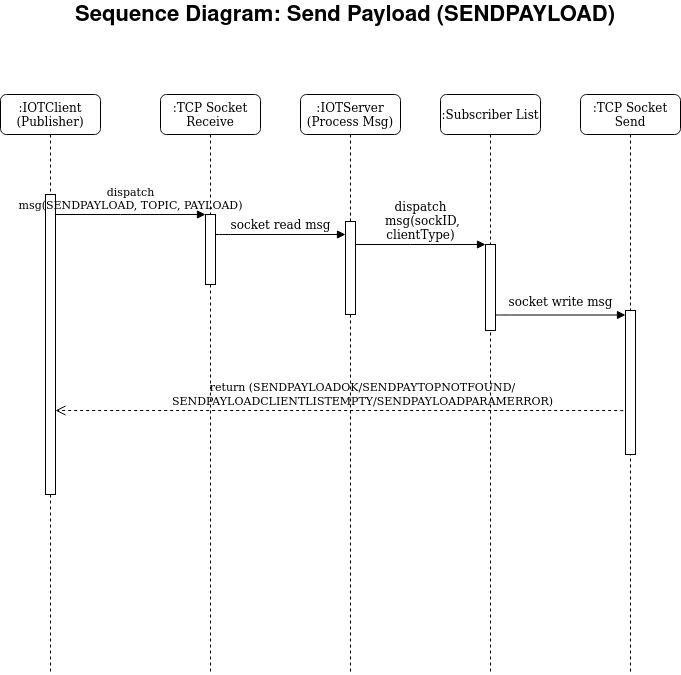 Sequence Diagram: Send Payload (SENDPAYLOAD)
:IOTClient
(Publisher)
:TCP Socket
Receive
:IOTServer
(Process Msg)
:Subscriber List
:TCP Socket
Send
dispatch
msg(SENDPAYLOAD, TOPIC, PAYLOAD)
socket read msg
dispatch
msg(sockID,
clientType)
socket write msg
return (SENDPAYLOADOK/SENDPAYTOPNOTFOUND/
SENDPAYLOADCLIENTLISTEMPTY/SENDPAYLOADPARAMERROR)